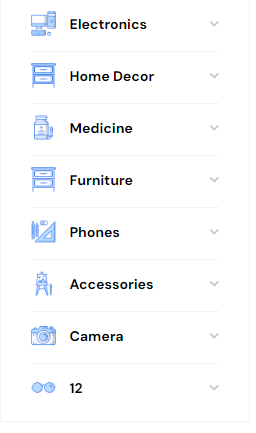 Electronics
Home Decor
Medicine
Furniture
Phones
Accessories
Camera
12